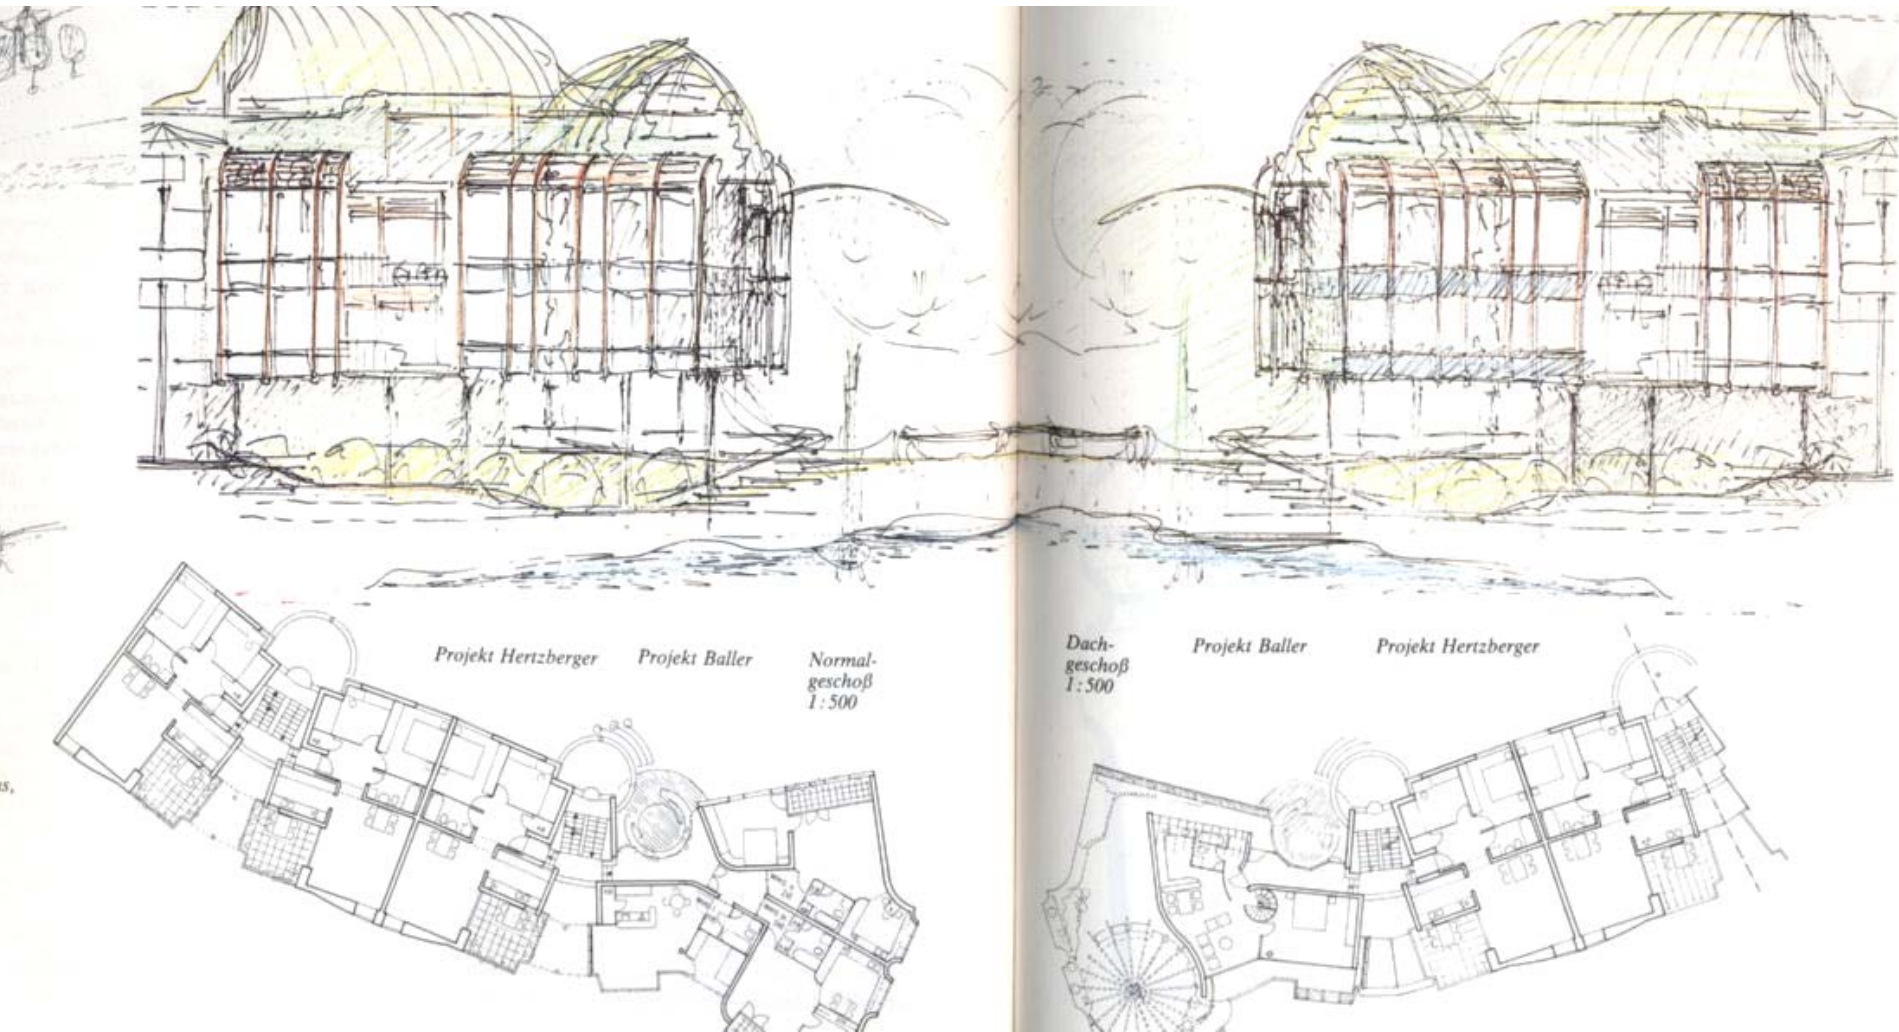 Projekt Hertzberger
Projekt Baller
Normal-
geschoß
1:500
Dach-
geschoß
1:500
Projekt Baller
Projekt Hertzberger